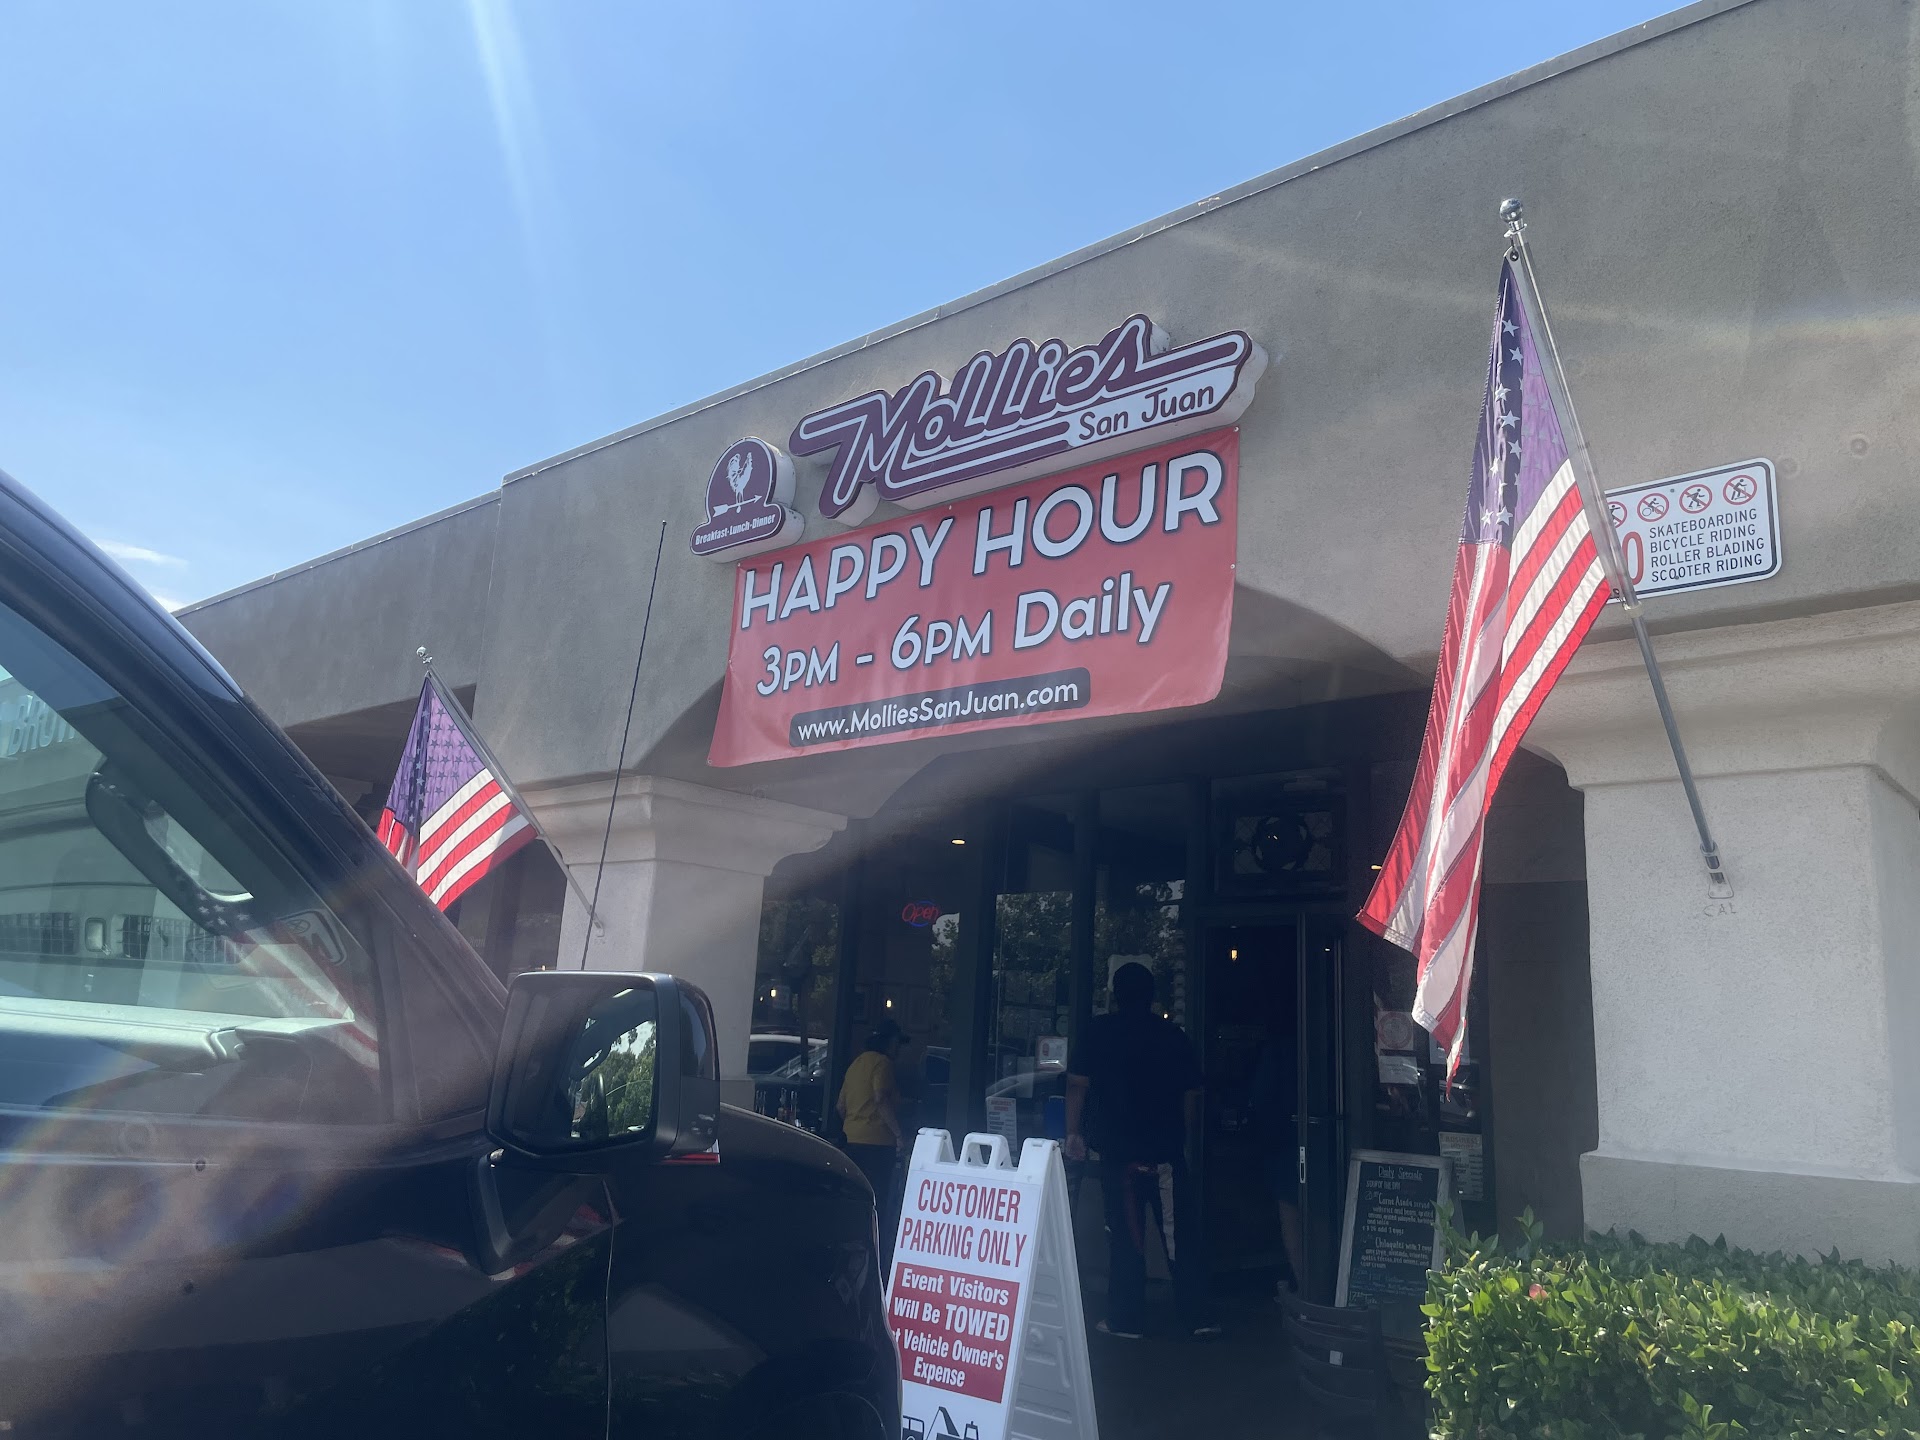 Mollies
San Juan
Breakfast-Lunch-Dinner
HAPPY HOUR
3PM - 6PM Daily
www.MolliesSanJuan.com
SKATEBOARDING
BICYCLE RIDING
ROLLER BLADING
SCOOTER RIDING
Open
CUSTOMER
PARKING ONLY
Event Visitors
Will Be TOWED
Vehicle Owner's
Expense
Daily Specials